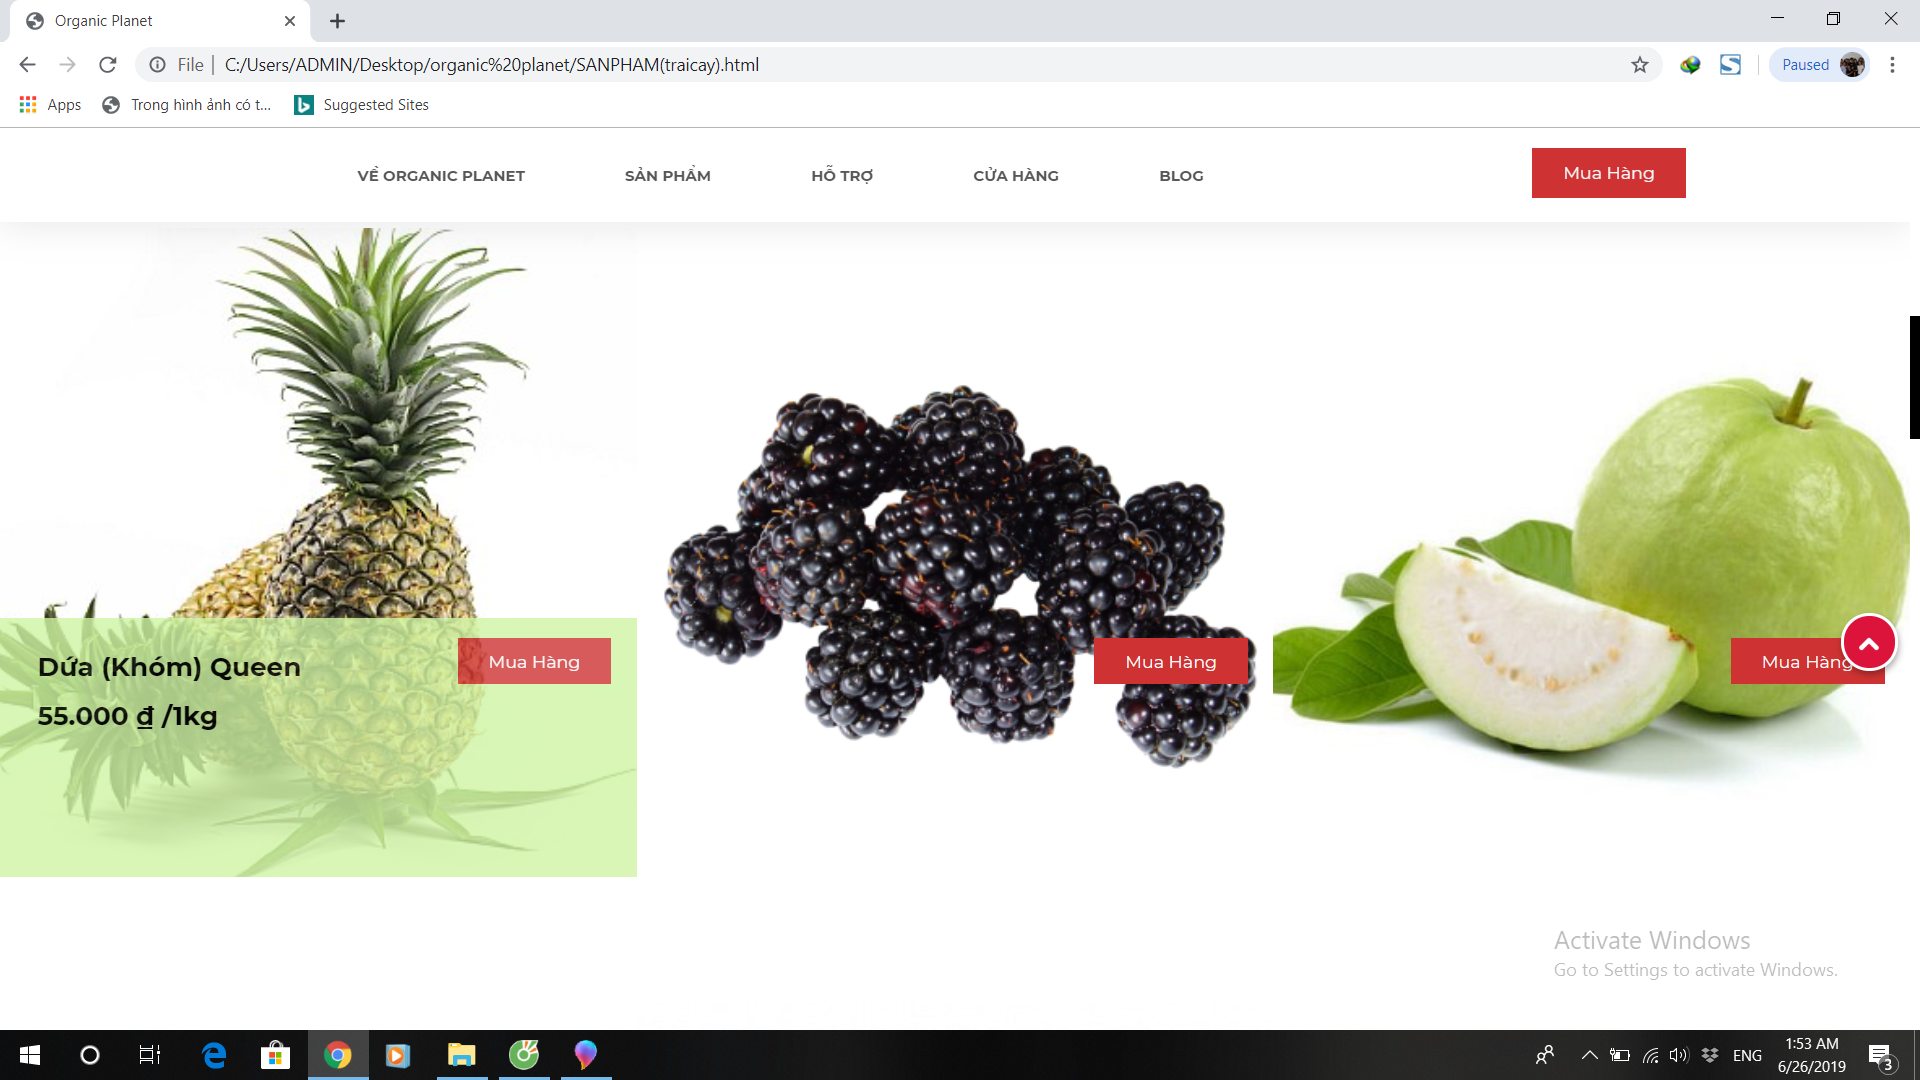 Organic Planet
File
C:/Users/ADMIN/Desktop/organic%20planet/SANPHAM(traicay).html
Paused
Apps
Trong hình ảnh có t...
Suggested Sites
VỀ ORGANIC PLANET
SẢN PHẨM
HỖ TRỢ
CỬA HÀNG
BLOG
Mua Hàng
Dứa (Khóm) Queen
55.000 ₫ /1kg
Mua Hàng
Mua Hàng
Mua Hàng
Activate Windows
Go to Settings to activate Windows.
ENG
1:53 AM
6/26/2019
3